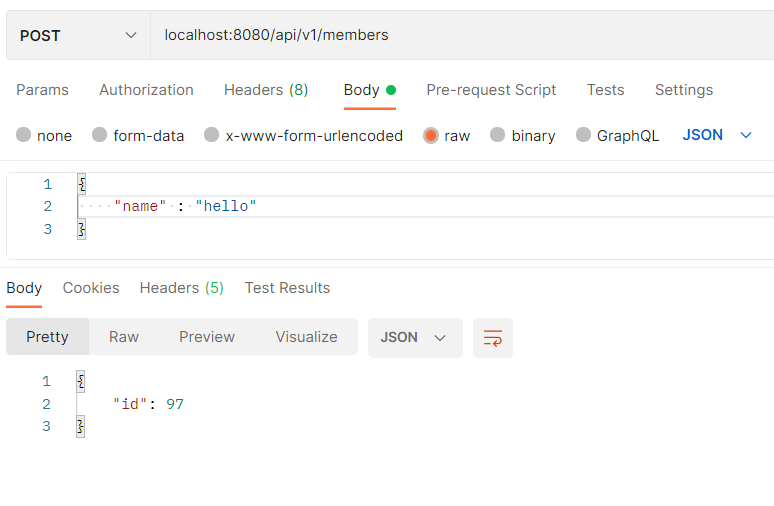 POST localhost:8080/api/v1/members
Params Authorization Headers (8) Body Pre-request Script Tests Settings
none form-data x-www-form-urlencoded raw binary GraphQL JSON
1 {
2 ····"name"·:·"hello"
3 }
Body Cookies Headers (5) Test Results
Pretty Raw Preview Visualize JSON
1 {
2 "id": 97
3 }